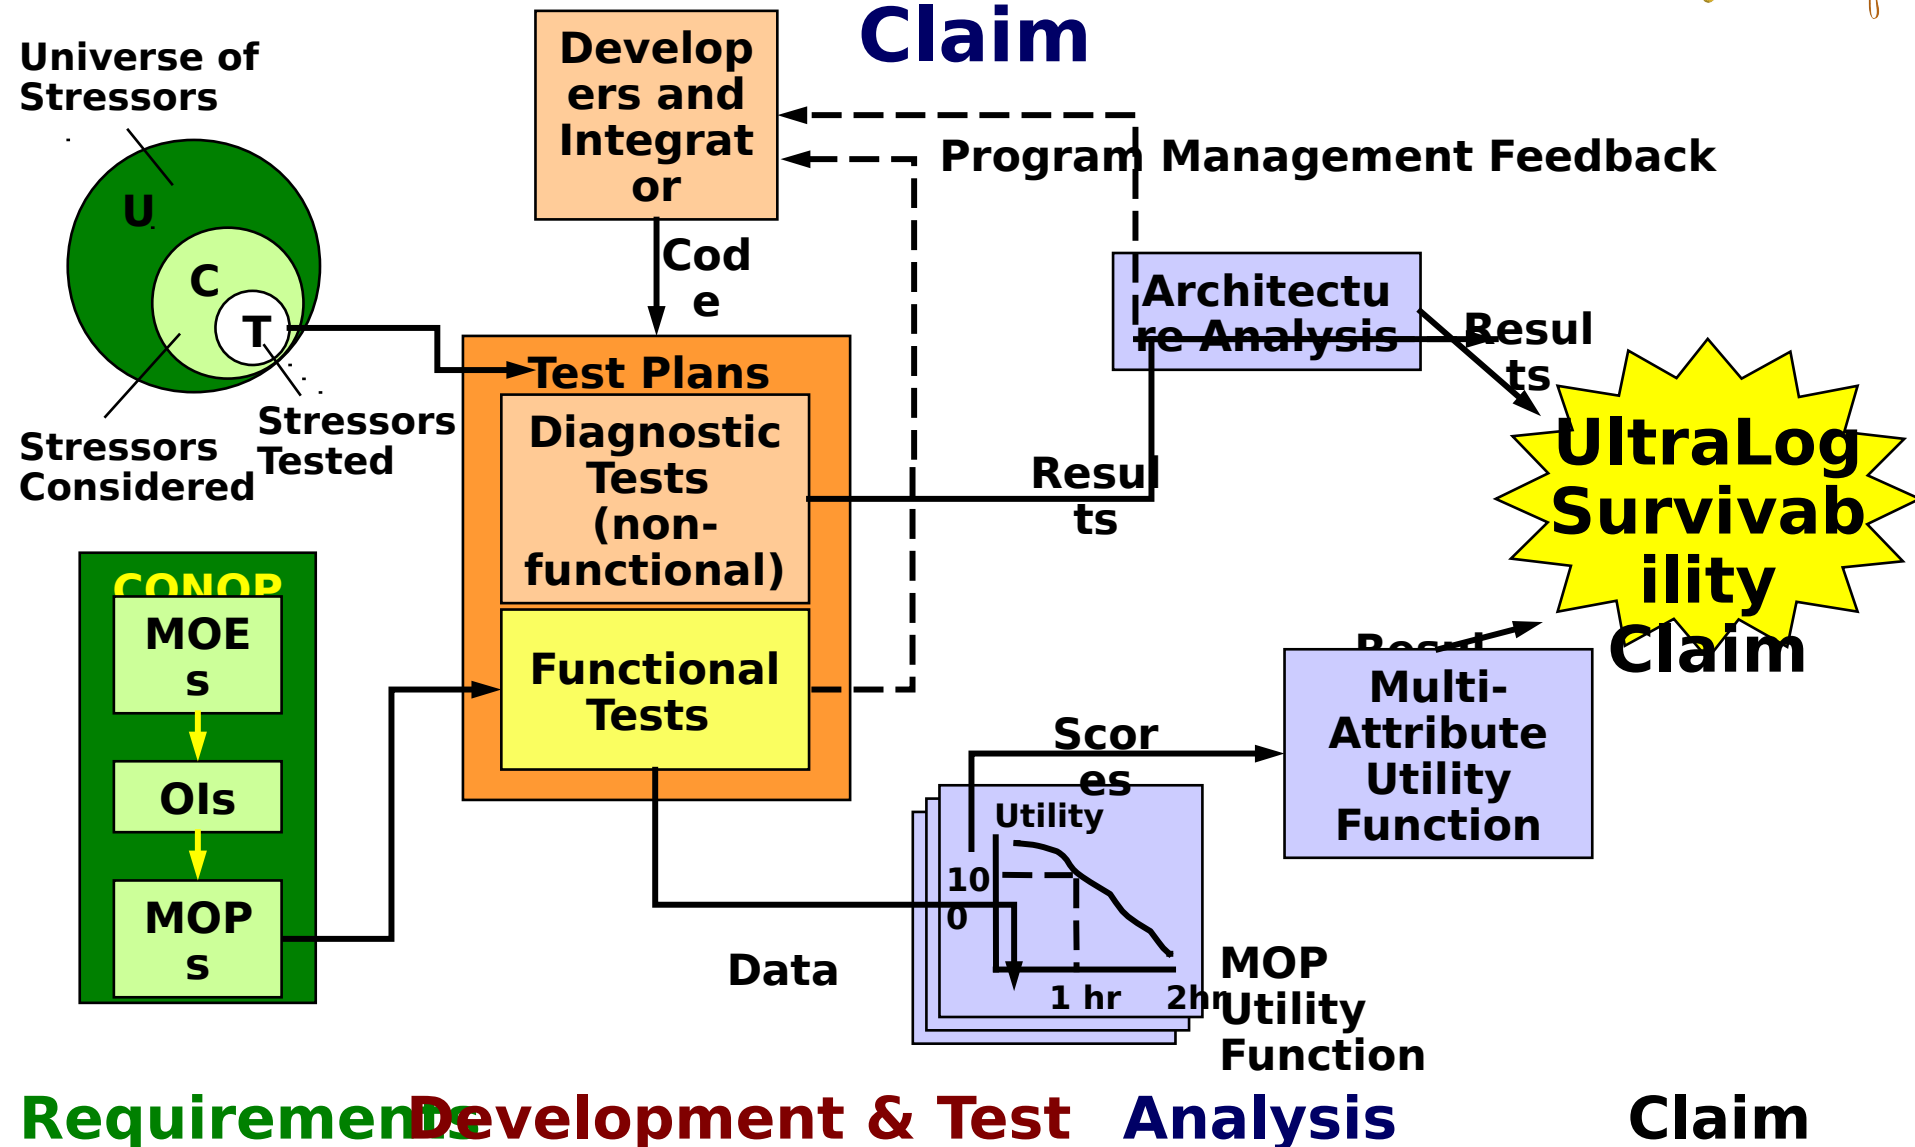 Claim
Universe of
Stressors
Develop
ers and
Integrat
or
Program Management Feedback
U
C
T
Cod
e
Architectu
re Analysis
Resul
ts
Test Plans
Stressors
Considered
Stressors
Tested
Diagnostic
Tests
(non-
functional)
Resul
ts
UltraLog
Survivab
ility
Claim
CONOP
MOE
s
OIs
MOP
s
Functional
Tests
Resul
Multi-
Attribute
Utility
Function
Scor
es
Utility
10
0
1 hr
2hr
Data
MOP
Utility
Function
Requirements
Development & Test
Analysis
Claim